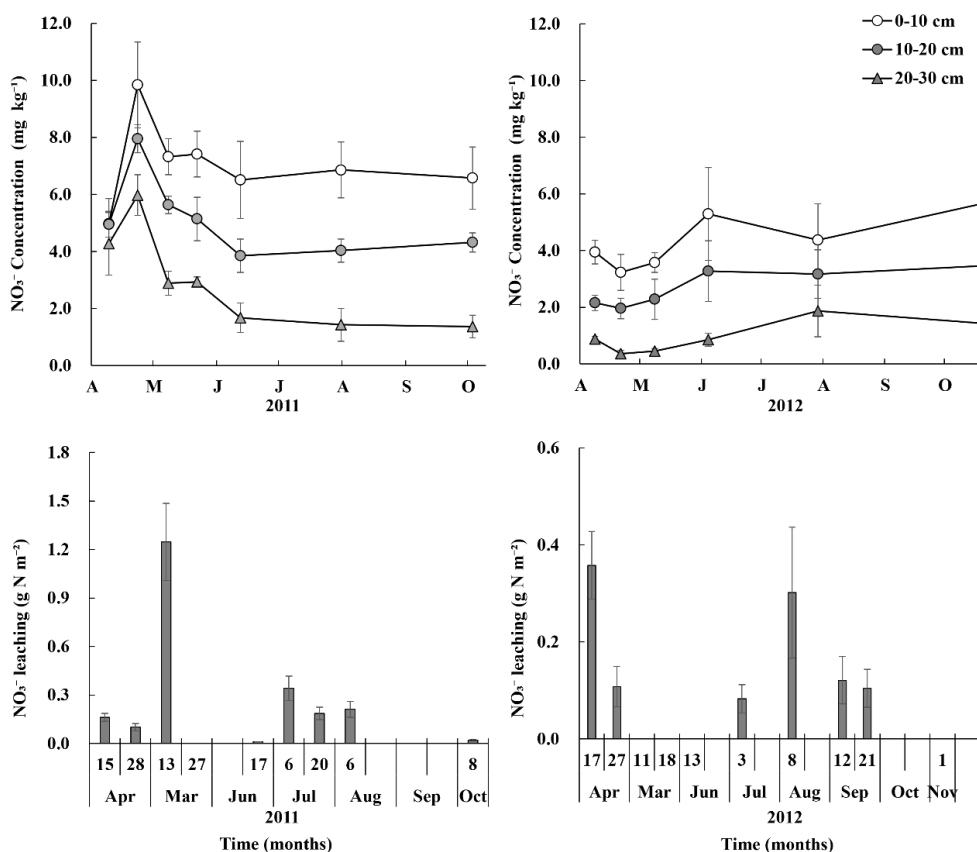 12.0
10.0
8.0
6.0
4.0
2.0
0.0
NO₃⁻ Concentration (mg kg⁻¹)
A M J J A S O
2011
12.0
10.0
8.0
6.0
4.0
2.0
0.0
NO₃⁻ Concentration (mg kg⁻¹)
0-10 cm
10-20 cm
20-30 cm
A M J J A S O
2012
1.8
1.5
1.2
0.9
0.6
0.3
0.0
NO₃⁻ leaching (g N m⁻²)
15 28 13 27 17 6 20 6 8
Apr Mar Jun Jul Aug Sep Oct
2011
Time (months)
0.6
0.4
0.2
0.0
NO₃⁻ leaching (g N m⁻²)
17 27 11 18 13 3 8 12 21 1
Apr Mar Jun Jul Aug Sep Oct Nov
2012
Time (months)